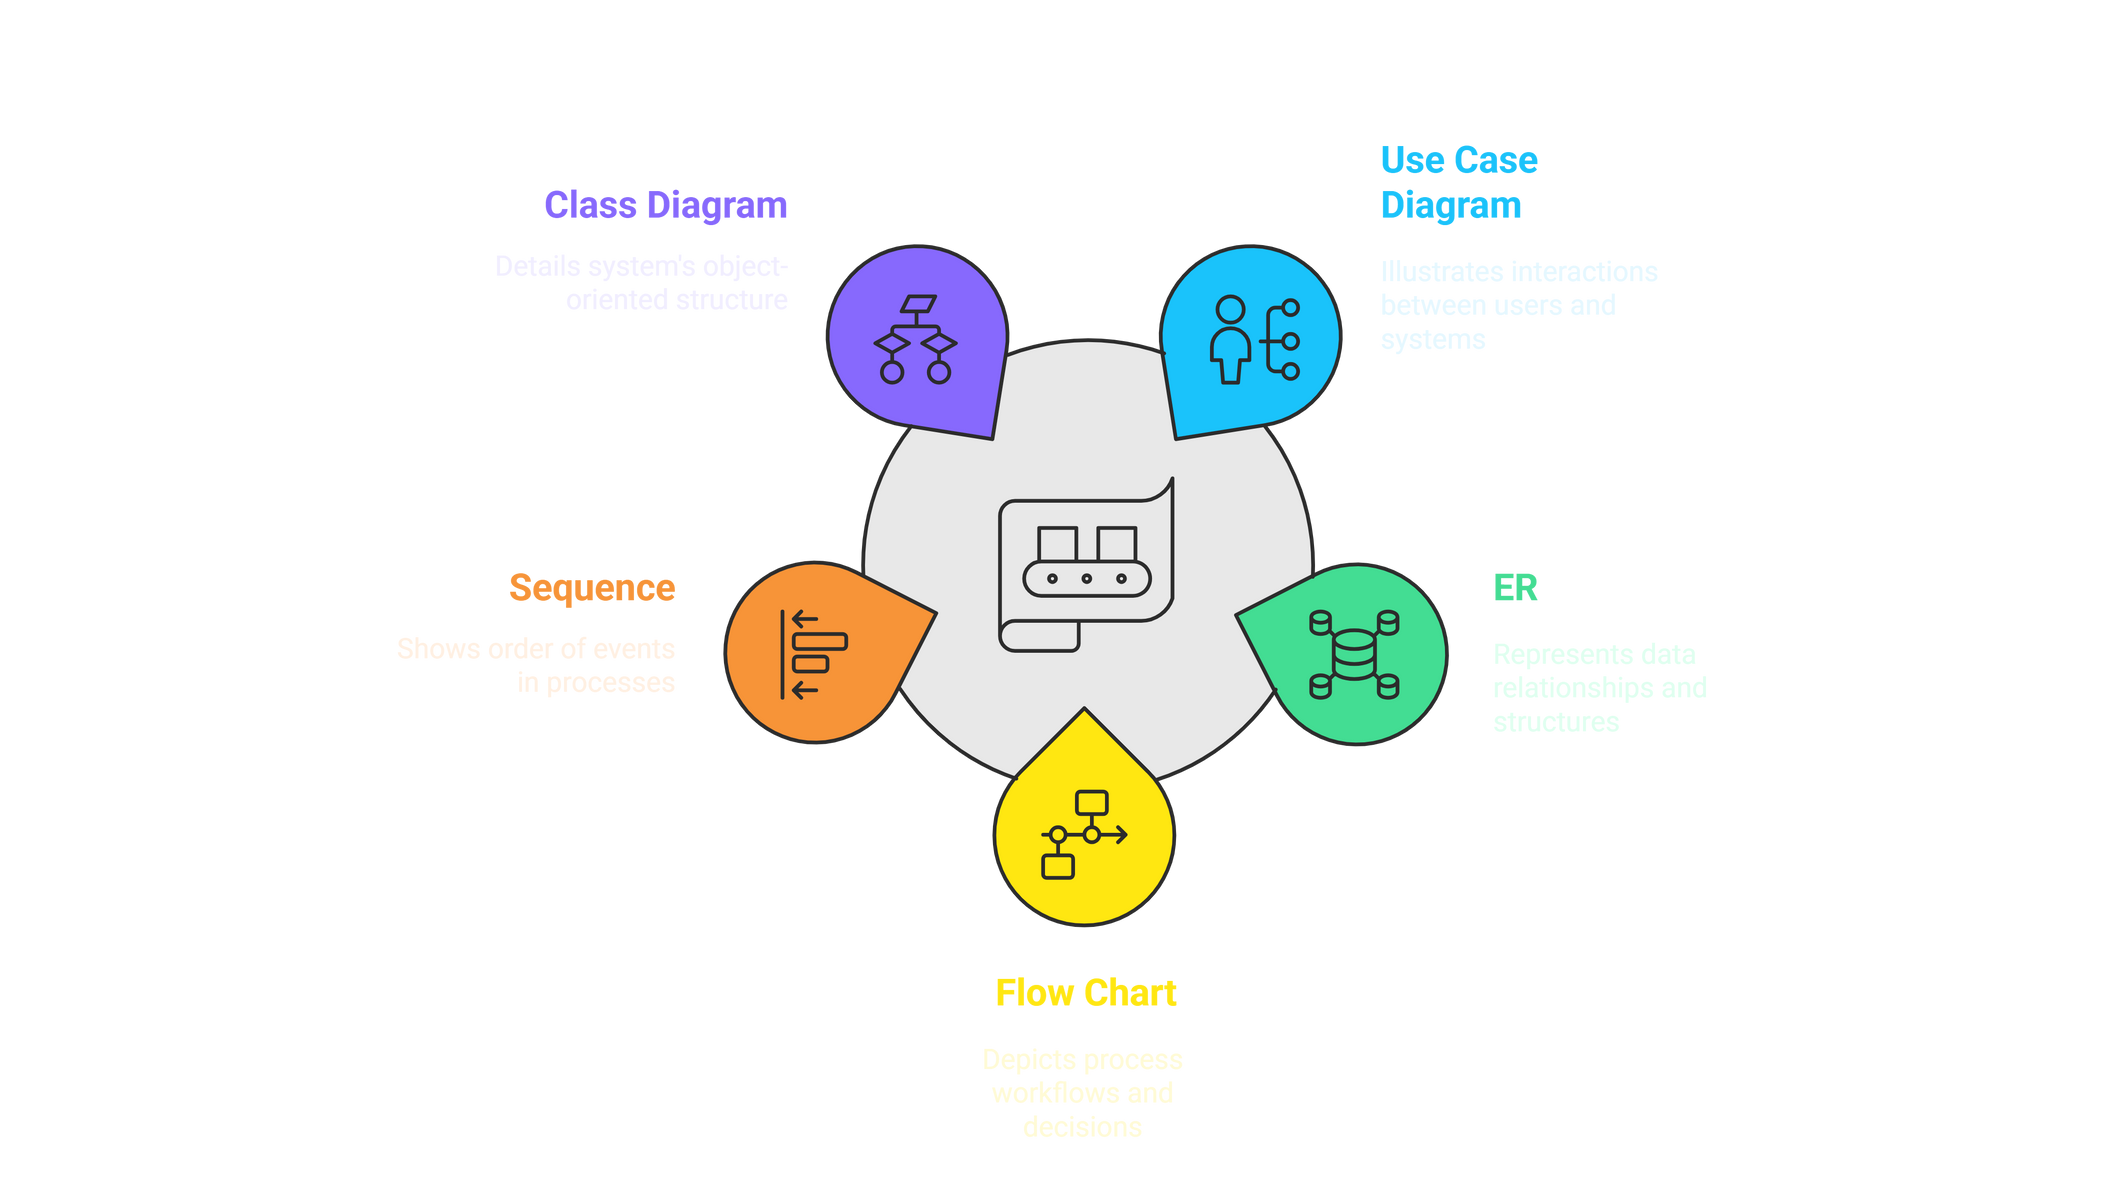 Class Diagram
Details system's object-
oriented structure
Use Case
Diagram
Illustrates interactions
between users and
systems
Sequence
Shows order of events
in processes
ER
Represents data
relationships and
structures
Flow Chart
Depicts process
workflows and
decisions